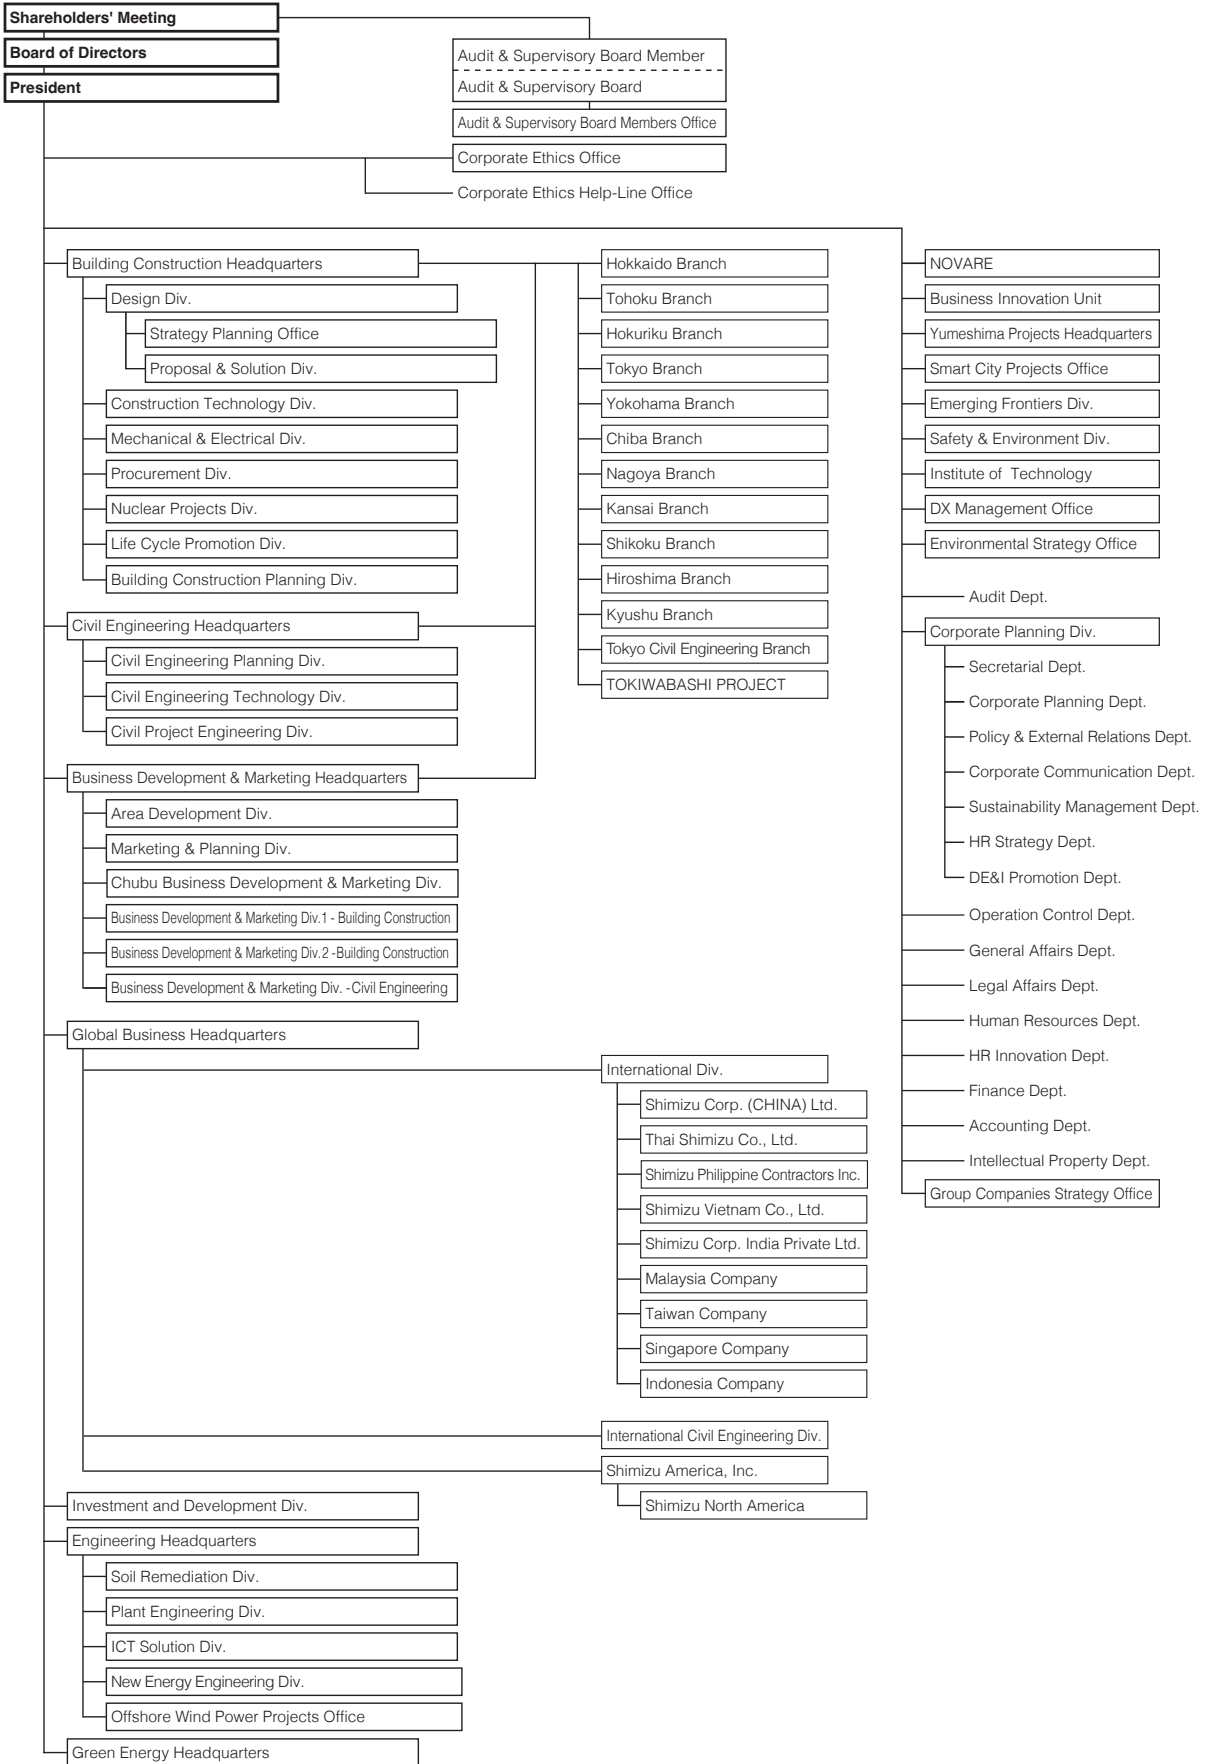 Shareholders' Meeting
Board of Directors
President
Audit & Supervisory Board Member
Audit & Supervisory Board
Audit & Supervisory Board Members Office
Corporate Ethics Office
Corporate Ethics Help-Line Office
Building Construction Headquarters
Design Div.
Strategy Planning Office
Proposal & Solution Div.
Construction Technology Div.
Mechanical & Electrical Div.
Procurement Div.
Nuclear Projects Div.
Life Cycle Promotion Div.
Building Construction Planning Div.
Civil Engineering Headquarters
Civil Engineering Planning Div.
Civil Engineering Technology Div.
Civil Project Engineering Div.
Business Development & Marketing Headquarters
Area Development Div.
Marketing & Planning Div.
Chubu Business Development & Marketing Div.
Business Development & Marketing Div.1 - Building Construction
Business Development & Marketing Div.2 -Building Construction
Business Development & Marketing Div. -Civil Engineering
Hokkaido Branch
Tohoku Branch
Hokuriku Branch
Tokyo Branch
Yokohama Branch
Chiba Branch
Nagoya Branch
Kansai Branch
Shikoku Branch
Hiroshima Branch
Kyushu Branch
Tokyo Civil Engineering Branch
TOKIWABASHI PROJECT
Global Business Headquarters
International Div.
Shimizu Corp. (CHINA) Ltd.
Thai Shimizu Co., Ltd.
Shimizu Philippine Contractors Inc.
Shimizu Vietnam Co., Ltd.
Shimizu Corp. India Private Ltd.
Malaysia Company
Taiwan Company
Singapore Company
Indonesia Company
International Civil Engineering Div.
Shimizu America, Inc.
Shimizu North America
Investment and Development Div.
Engineering Headquarters
Soil Remediation Div.
Plant Engineering Div.
ICT Solution Div.
New Energy Engineering Div.
Offshore Wind Power Projects Office
Green Energy Headquarters
NOVARE
Business Innovation Unit
Yumeshima Projects Headquarters
Smart City Projects Office
Emerging Frontiers Div.
Safety & Environment Div.
Institute of Technology
DX Management Office
Environmental Strategy Office
Audit Dept.
Corporate Planning Div.
Secretarial Dept.
Corporate Planning Dept.
Policy & External Relations Dept.
Corporate Communication Dept.
Sustainability Management Dept.
HR Strategy Dept.
DE&I Promotion Dept.
Operation Control Dept.
General Affairs Dept.
Legal Affairs Dept.
Human Resources Dept.
HR Innovation Dept.
Finance Dept.
Accounting Dept.
Intellectual Property Dept.
Group Companies Strategy Office